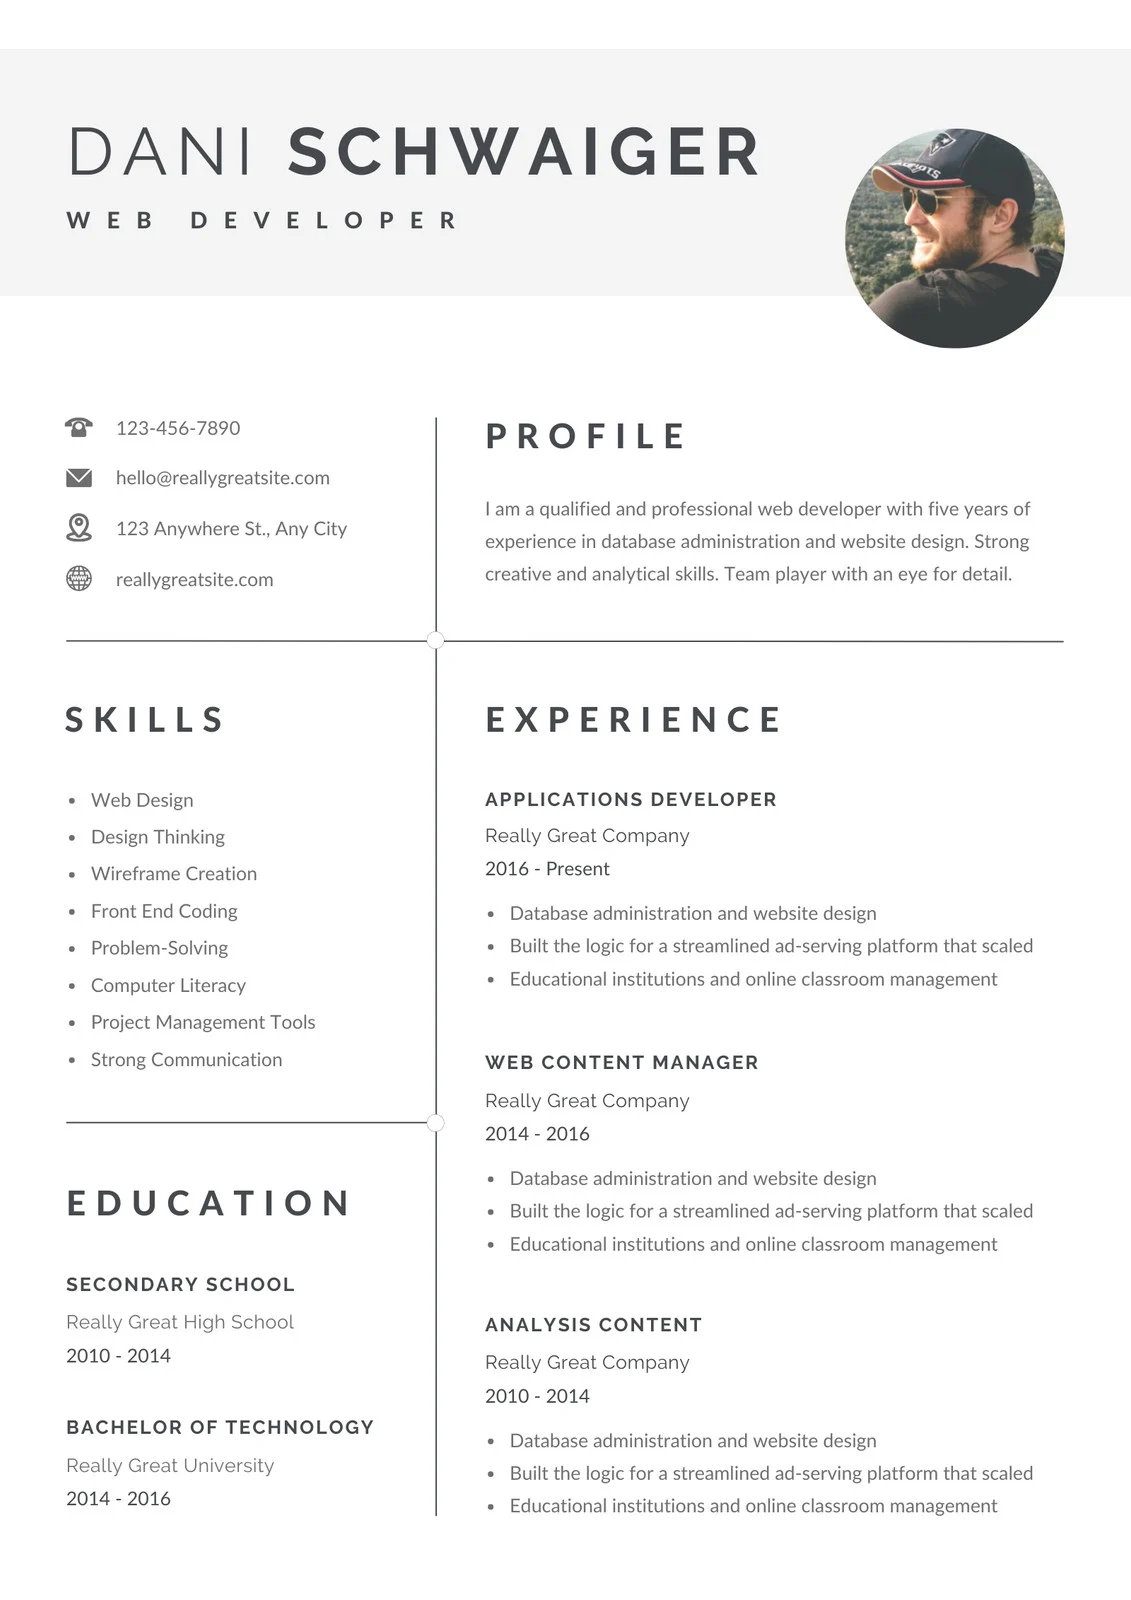 DANI SCHWAIGER
WEB DEVELOPER
PATRIOTS
123-456-7890
hello@reallygreatsite.com
123 Anywhere St., Any City
reallygreatsite.com
PROFILE
I am a qualified and professional web developer with five years of
experience in database administration and website design. Strong
creative and analytical skills. Team player with an eye for detail.
SKILLS
• Web Design
• Design Thinking
• Wireframe Creation
• Front End Coding
• Problem-Solving
• Computer Literacy
• Project Management Tools
• Strong Communication
EDUCATION
SECONDARY SCHOOL
Really Great High School
2010 - 2014
BACHELOR OF TECHNOLOGY
Really Great University
2014 - 2016
EXPERIENCE
APPLICATIONS DEVELOPER
Really Great Company
2016 - Present
• Database administration and website design
• Built the logic for a streamlined ad-serving platform that scaled
• Educational institutions and online classroom management
WEB CONTENT MANAGER
Really Great Company
2014 - 2016
• Database administration and website design
• Built the logic for a streamlined ad-serving platform that scaled
• Educational institutions and online classroom management
ANALYSIS CONTENT
Really Great Company
2010 - 2014
• Database administration and website design
• Built the logic for a streamlined ad-serving platform that scaled
• Educational institutions and online classroom management